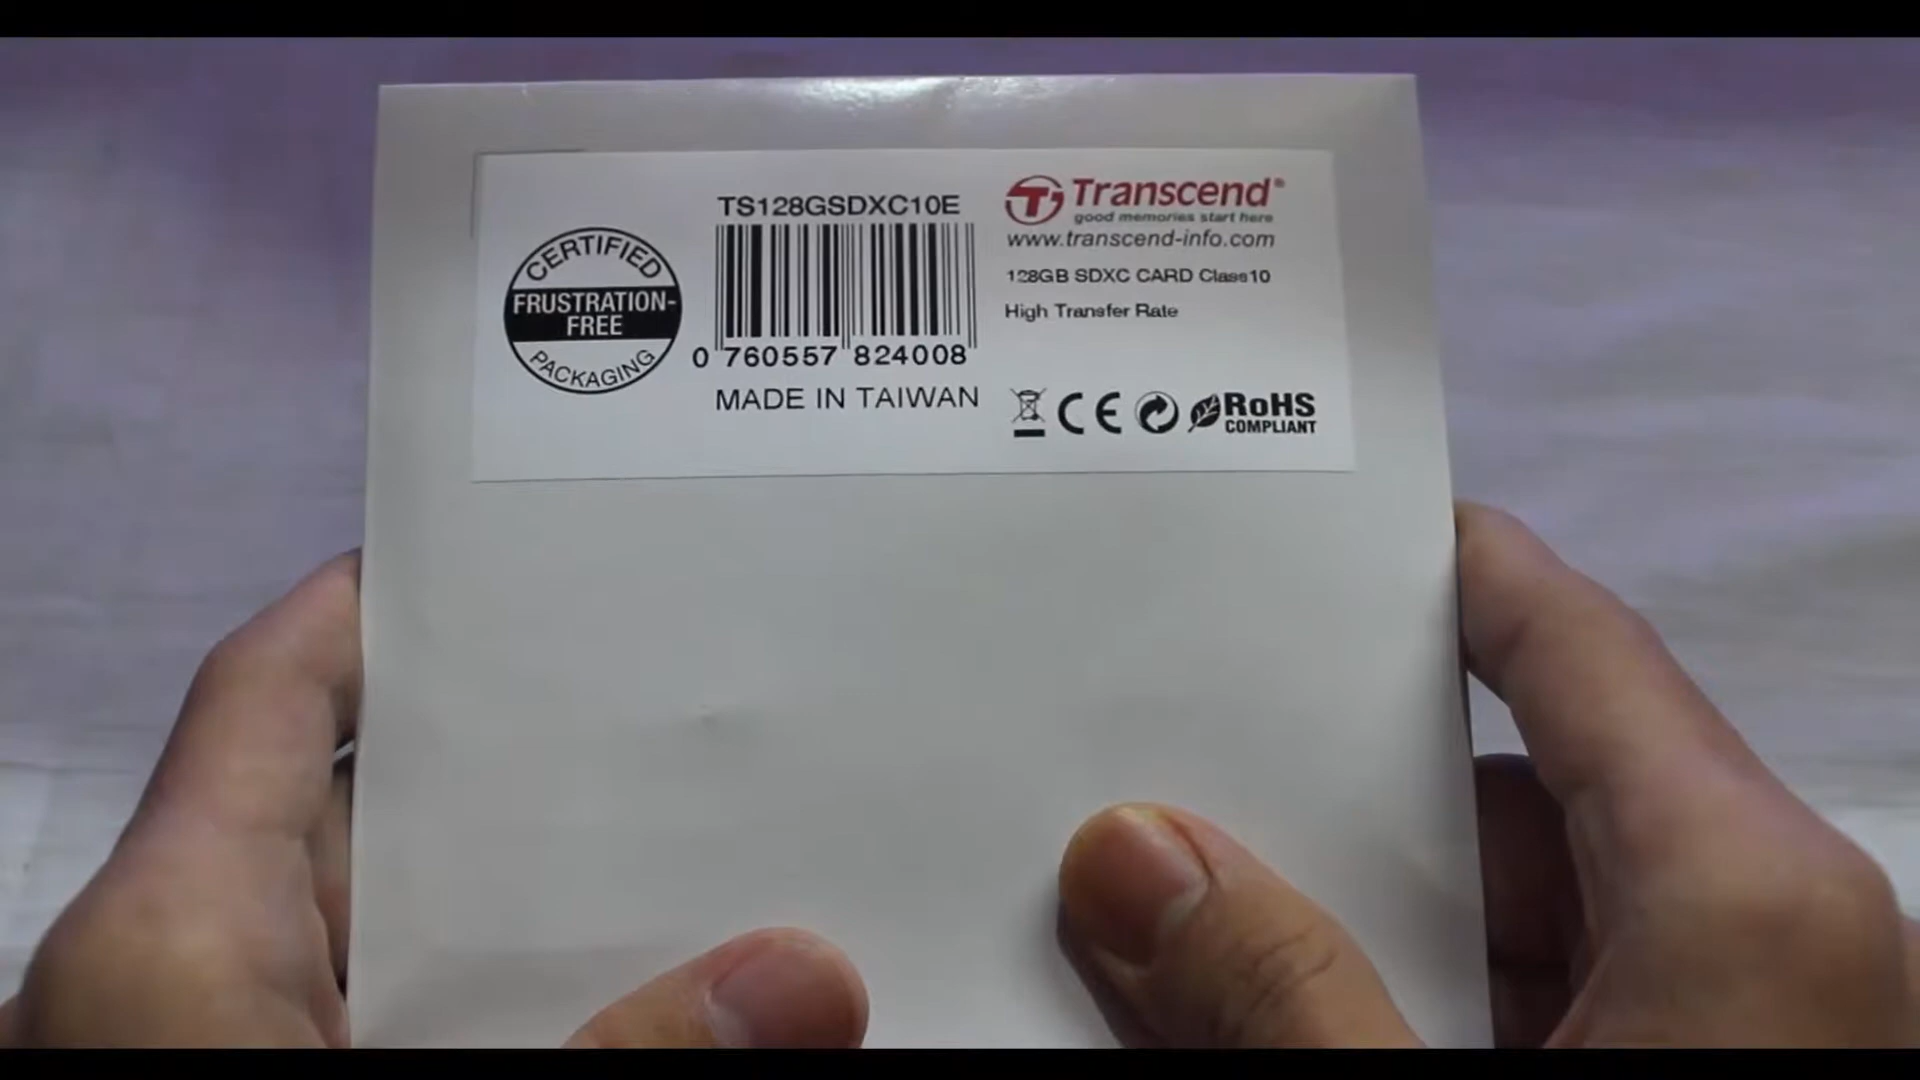 CERTIFIED
FRUSTRATION-
FREE
PACKAGING
TS128GSDXC10E
0 760557 824008
MADE IN TAIWAN
Transcend®
good memories start here
www.transcend-info.com
128GB SDXC CARD Class10
High Transfer Rate
CE
RoHS
COMPLIANT